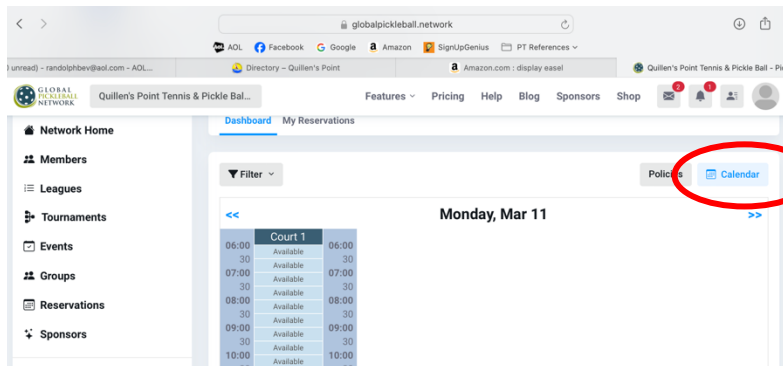 globalpickleball.network
AOL Facebook Google Amazon SignUpGenius PT References
unread) – randolphbev@aol.com - AOL... Directory – Quillen's Point Amazon.com : display easel Quillen's Point Tennis & Pickle Ball - Pi
GLOBAL PICKLEBALL NETWORK Quillen's Point Tennis & Pickle Bal... Features Pricing Help Blog Sponsors Shop 2 1
Network Home
Dashboard My Reservations
Members
Filter Policies Calendar
Leagues
Tournaments
<< Monday, Mar 11 >>
Events
Groups
Reservations
Sponsors
Court 1
06:00 Available 06:00
30 Available 30
07:00 Available 07:00
30 Available 30
08:00 Available 08:00
30 Available 30
09:00 Available 09:00
30 Available 30
10:00 Available 10:00